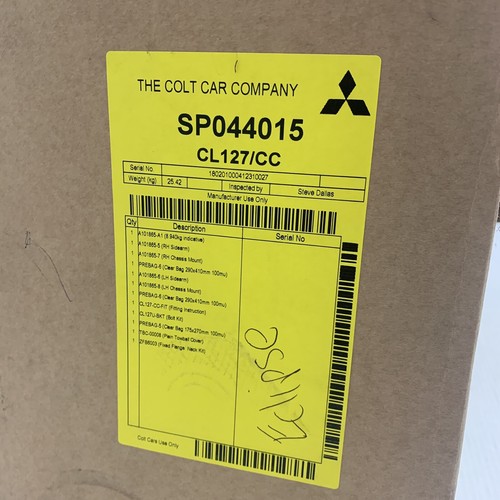 THE COLT CAR COMPANY
SP044015
CL127/CC
Serial No. 180201000412310027
Weight (kg) 25.42 Inspected by Steve Dallas
Manufacturer Use Only
Qty Description Serial No
1 A101865-A1 (8.940kg indicative)
1 A101865-5 (RH Sidearm)
1 A101865-7 (RH Chassis Mount)
1 PREBAG-6 (Clear Bag 290x410mm 100mu)
1 A101865-6 (LH Sidearm)
1 A101865-8 (LH Chassis Mount)
1 PREBAG-6 (Clear Bag 290x410mm 100mu)
1 CL127-CC-FIT (Fitting Instruction)
1 CL127U-BKT (Bolt Kit)
1 PREBAG-5 (Clear Bag 175x270mm 100mu)
1 TBC-00008 (Plain Towball Cover)
1 ZFB8003 (Fixed Flange Neck Kit)
Eclipse
Colt Cars Use Only